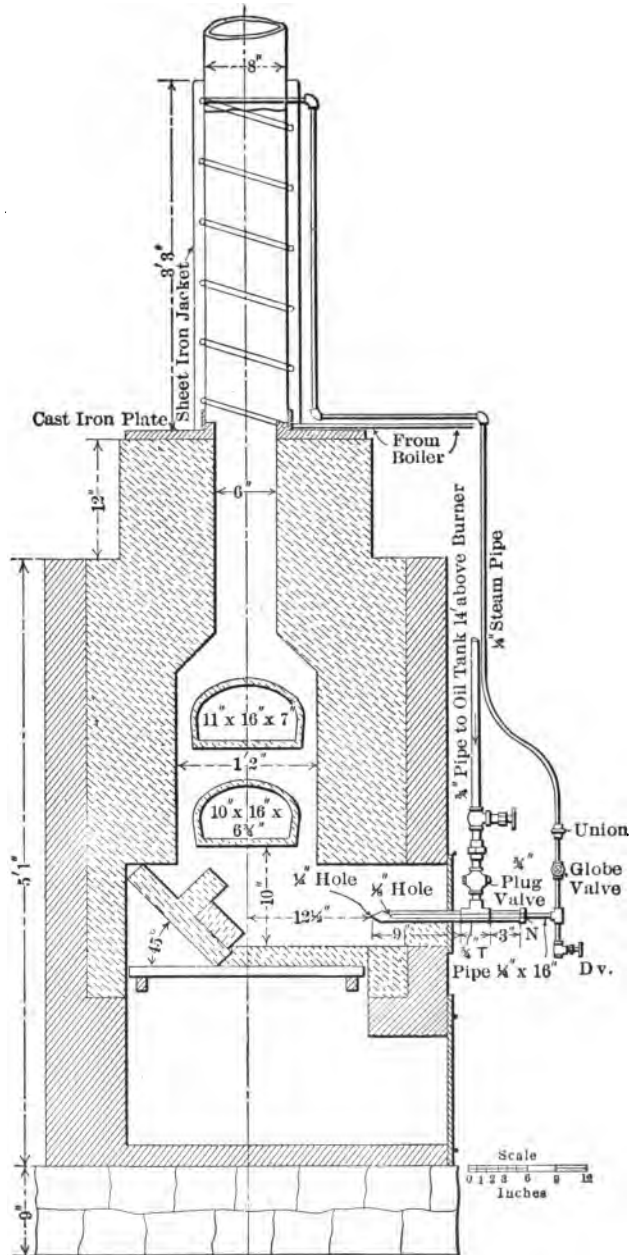 8"
3'3"
Sheet Iron Jacket
Cast Iron Plate
From
Boiler
12"
6"
¼" Steam Pipe
¾" Pipe to Oil Tank 14' above Burner
11" x 16" x 7"
1'2"
10" x 16" x
6¾"
5'1"
Union
Globe
Valve
¾"
Plug
Valve
¼" Hole
⅛" Hole
10"
12½"
45°
9"
3"
N
¾" T
Pipe ¼" x 16"
Dv.
9"
Scale
0 1 2 3 6 9 12
Inches